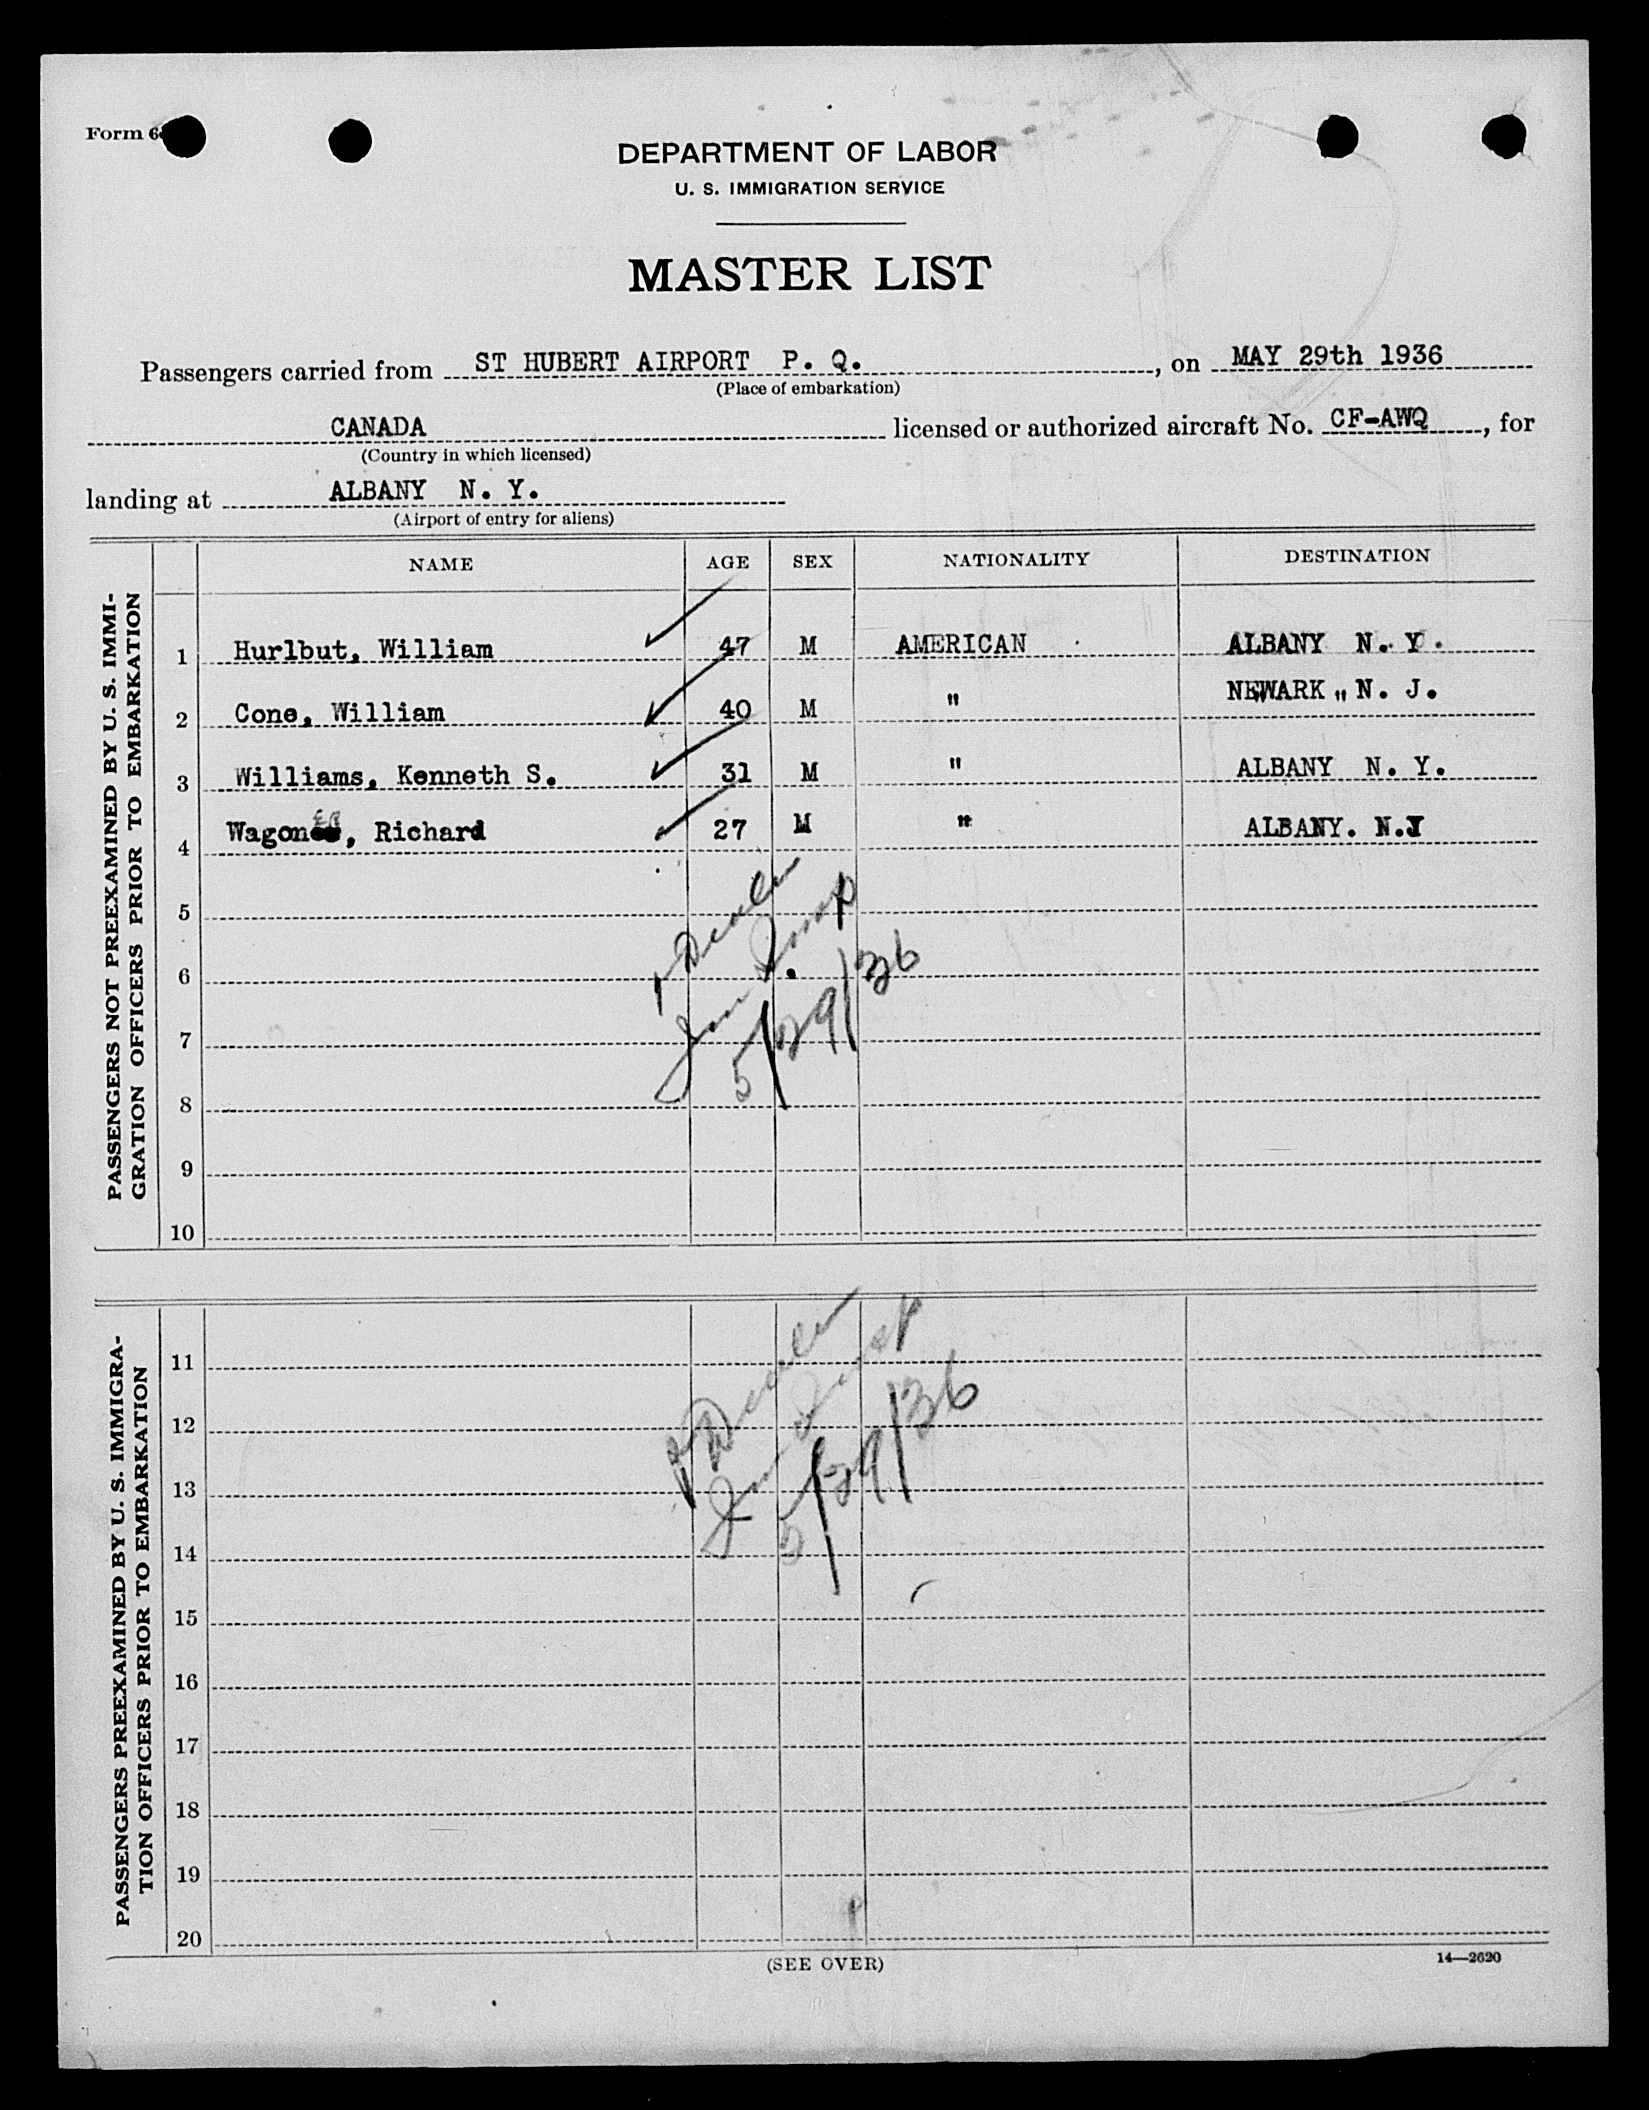 Form 6
DEPARTMENT OF LABOR
U. S. IMMIGRATION SERVICE
MASTER LIST
Passengers carried from ST HUBERT AIRPORT P. Q. , on MAY 29th 1936
(Place of embarkation)
CANADA licensed or authorized aircraft No. CF-AWQ , for
(Country in which licensed)
landing at ALBANY N. Y.
(Airport of entry for aliens)
NAME AGE SEX NATIONALITY DESTINATION
PASSENGERS NOT PREEXAMINED BY U. S. IMMI-
GRATION OFFICERS PRIOR TO EMBARKATION
1 Hurlbut, William 47 M AMERICAN ALBANY N. Y.
2 Cone, William 40 M " NEWARK " N. J.
3 Williams, Kenneth S. 31 M " ALBANY N. Y.
4 Wagoner, Richard 27 M " ALBANY. N.Y
5
6
7
8
9
10
5/29/36
PASSENGERS PREEXAMINED BY U. S. IMMIGRA-
TION OFFICERS PRIOR TO EMBARKATION
11
12
13
14
15
16
17
18
19
20
5/29/36
(SEE OVER)
14—2620